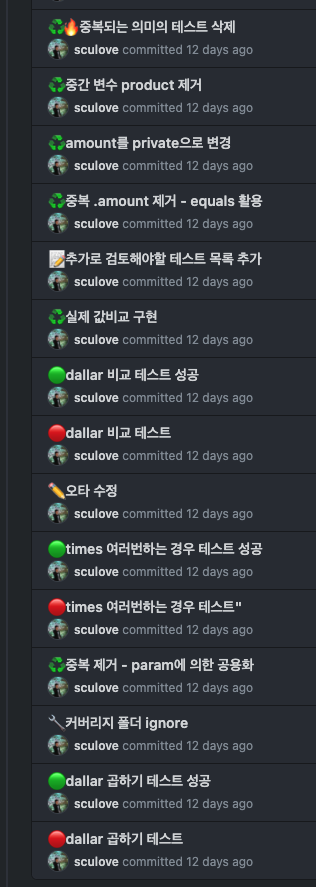 ♻️🔥중복되는 의미의 테스트 삭제
sculove committed 12 days ago
♻️중간 변수 product 제거
sculove committed 12 days ago
♻️amount를 private으로 변경
sculove committed 12 days ago
♻️중복 .amount 제거 - equals 활용
sculove committed 12 days ago
📝추가로 검토해야할 테스트 목록 추가
sculove committed 12 days ago
♻️실제 값비교 구현
sculove committed 12 days ago
🟢dallar 비교 테스트 성공
sculove committed 12 days ago
🔴dallar 비교 테스트
sculove committed 12 days ago
✏️오타 수정
sculove committed 12 days ago
🟢times 여러번하는 경우 테스트 성공
sculove committed 12 days ago
🔴times 여러번하는 경우 테스트"
sculove committed 12 days ago
♻️중복 제거 - param에 의한 공용화
sculove committed 12 days ago
🔧커버리지 폴더 ignore
sculove committed 12 days ago
🟢dallar 곱하기 테스트 성공
sculove committed 12 days ago
🔴dallar 곱하기 테스트
sculove committed 12 days ago